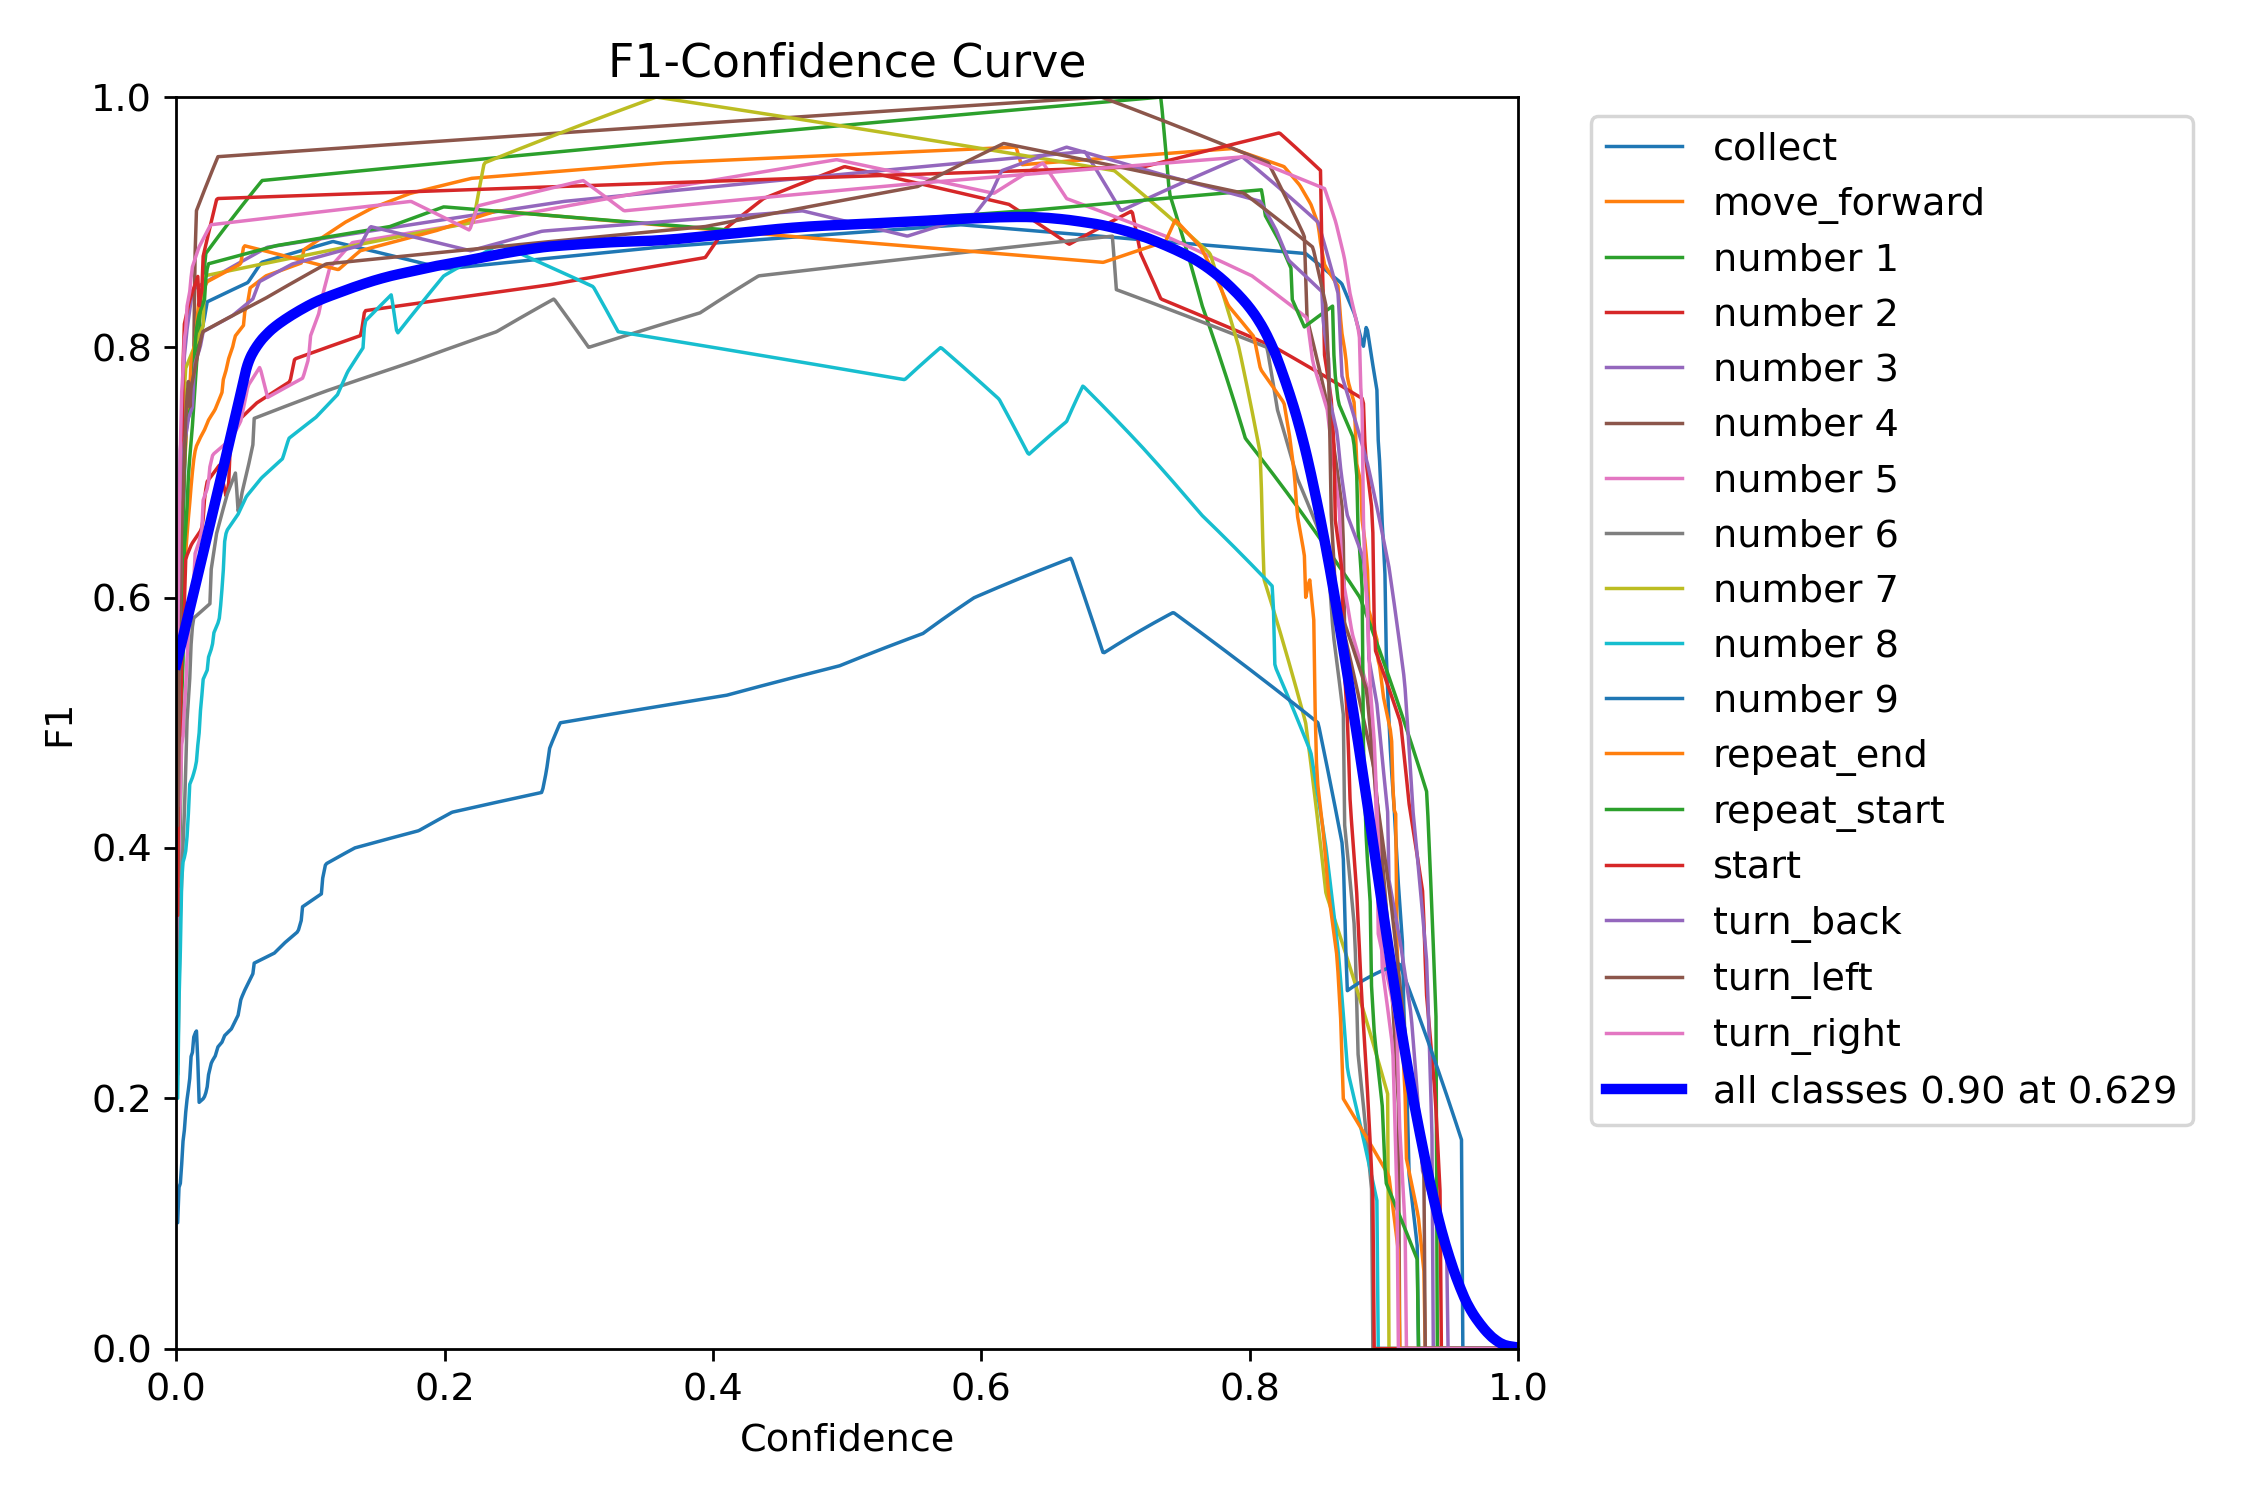 F1-Confidence Curve
1.0
0.8
0.6
0.4
0.2
0.0
F1
0.0 0.2 0.4 0.6 0.8 1.0
Confidence
collect
move_forward
number 1
number 2
number 3
number 4
number 5
number 6
number 7
number 8
number 9
repeat_end
repeat_start
start
turn_back
turn_left
turn_right
all classes 0.90 at 0.629